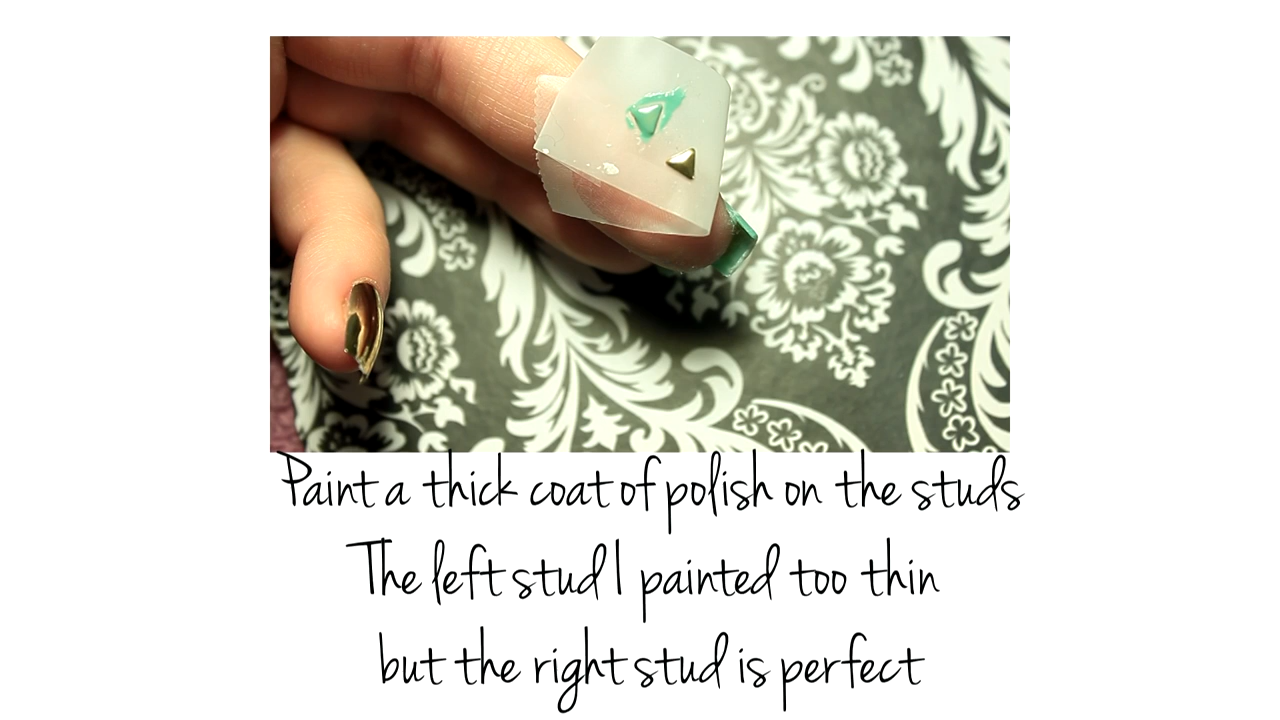 Paint a thick coat of polish on the studs
The left stud I painted too thin
but the right stud is perfect